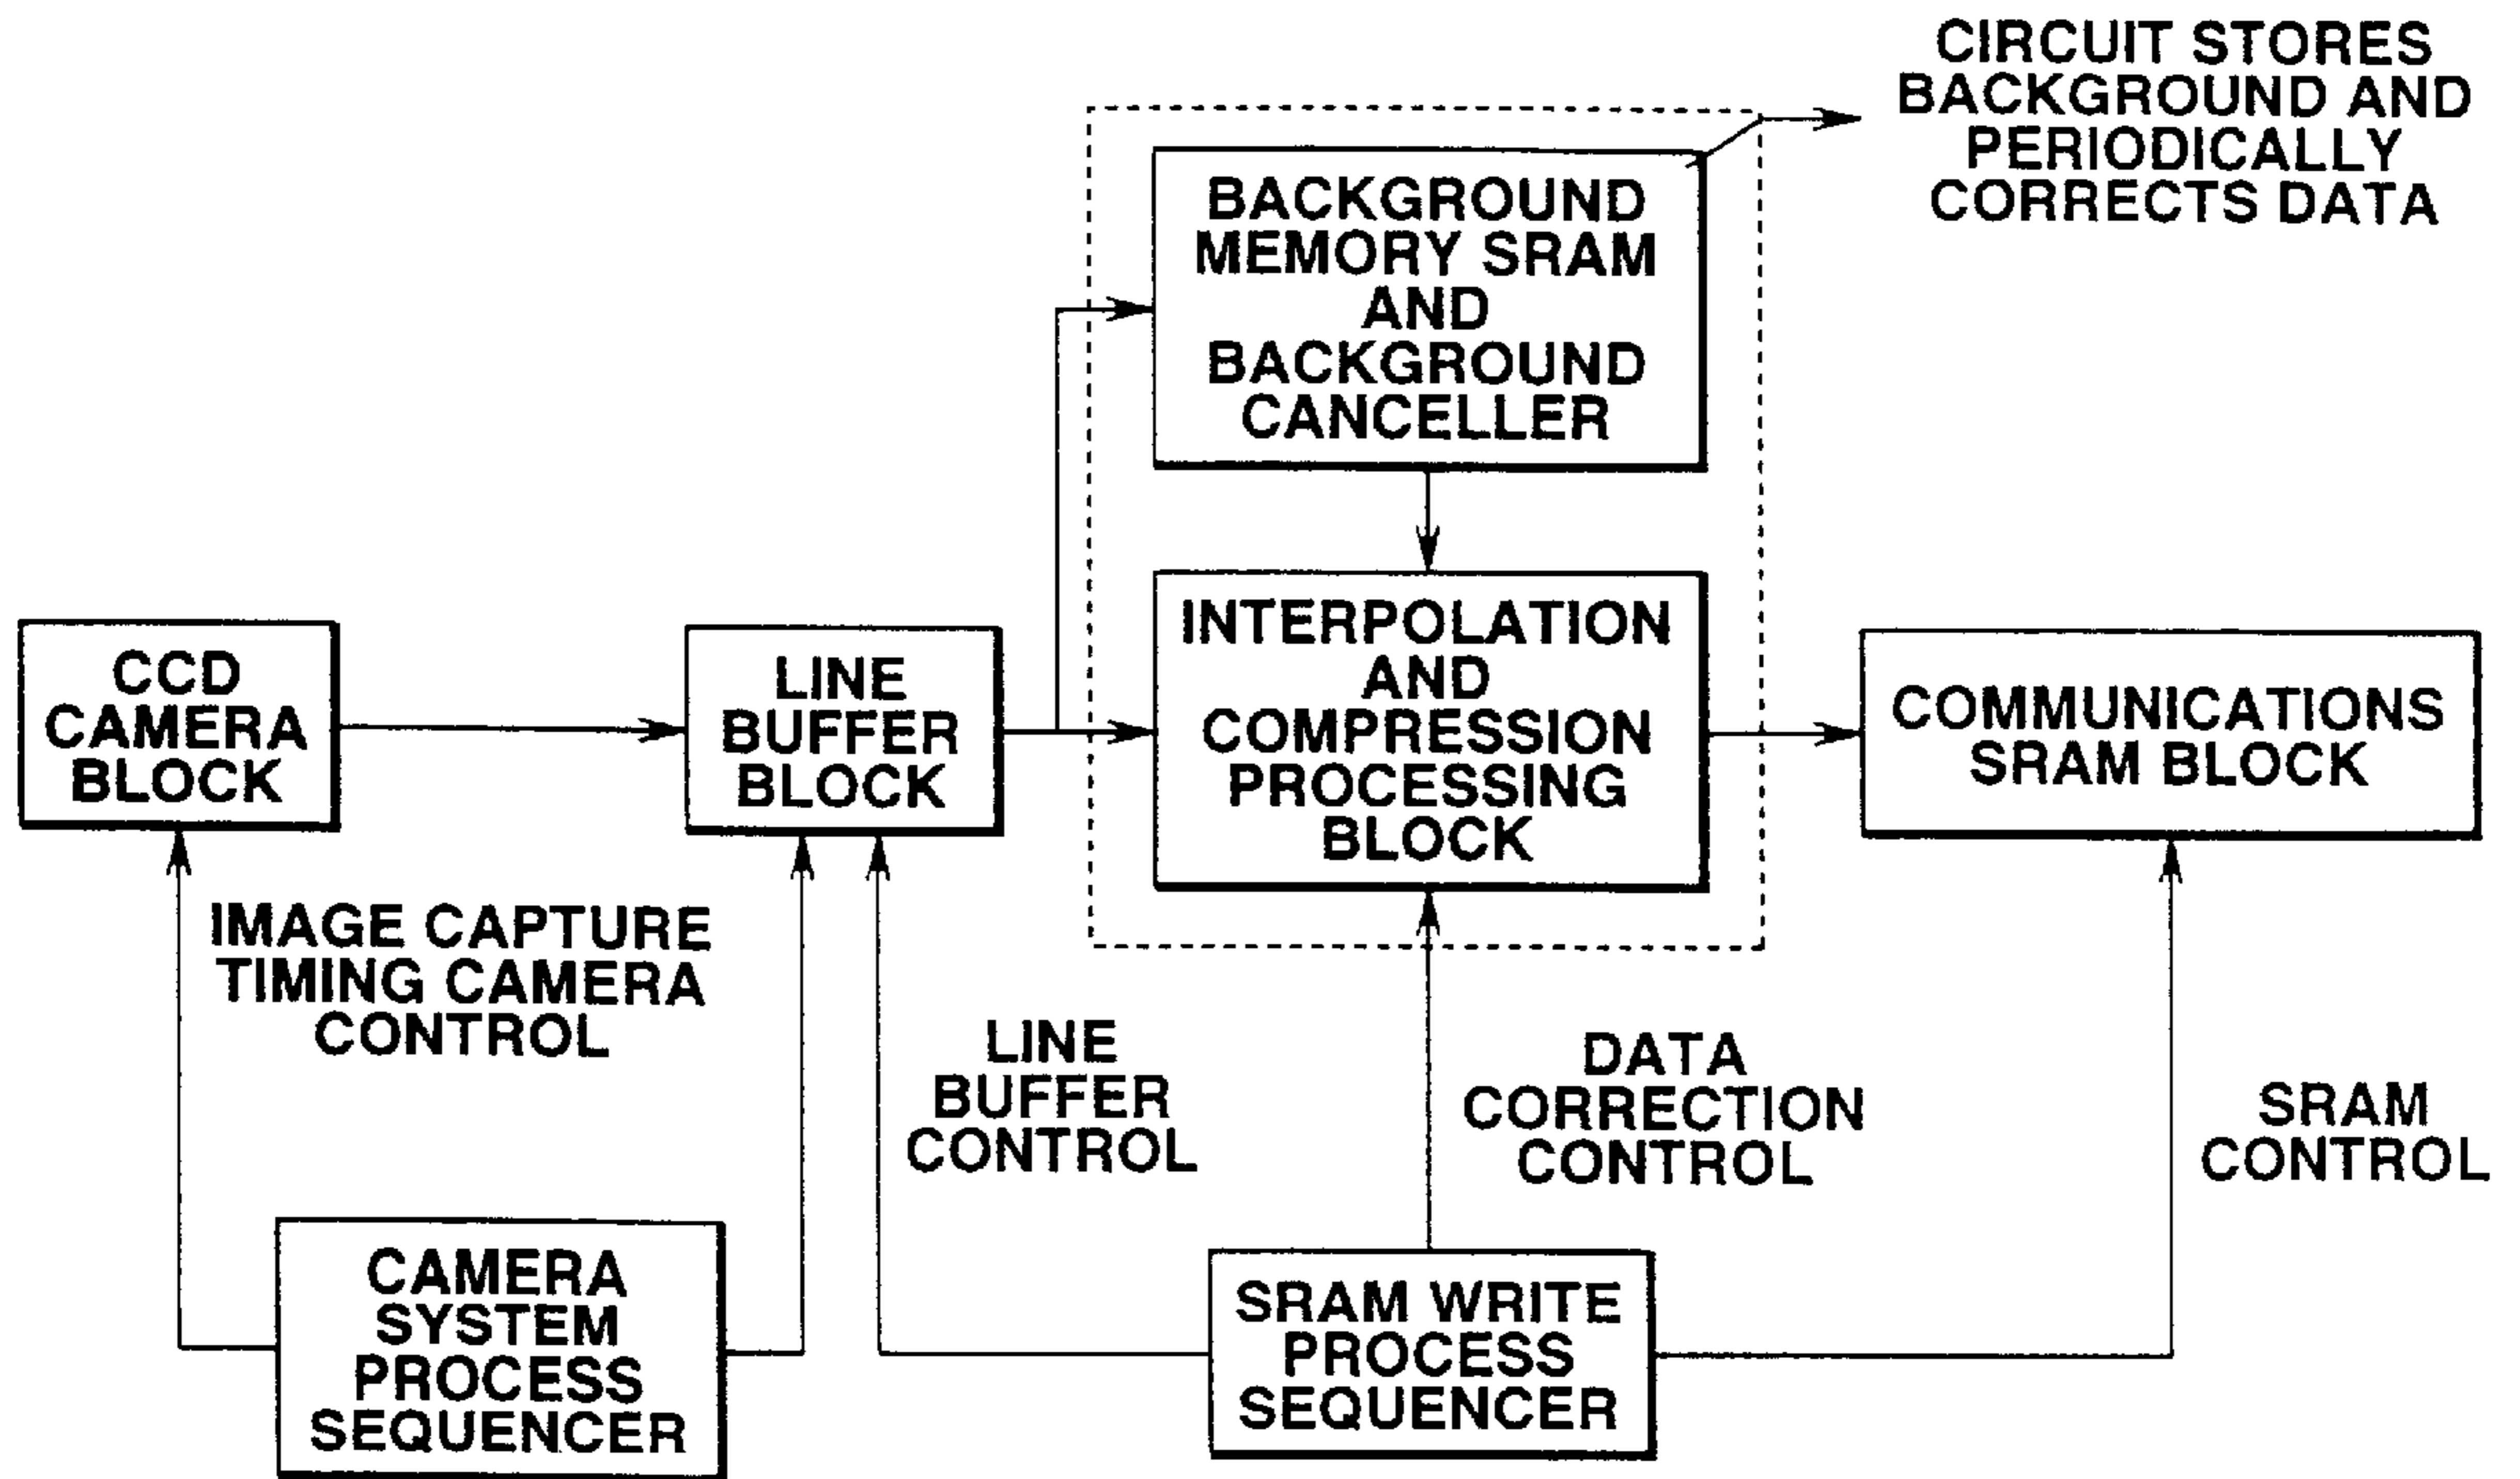 CIRCUIT STORES
BACKGROUND AND
PERIODICALLY
CORRECTS DATA
BACKGROUND
MEMORY SRAM
AND
BACKGROUND
CANCELLER
CCD
CAMERA
BLOCK
LINE
BUFFER
BLOCK
INTERPOLATION
AND
COMPRESSION
PROCESSING
BLOCK
COMMUNICATIONS
SRAM BLOCK
IMAGE CAPTURE
TIMING CAMERA
CONTROL
LINE
BUFFER
CONTROL
DATA
CORRECTION
CONTROL
SRAM
CONTROL
CAMERA
SYSTEM
PROCESS
SEQUENCER
SRAM WRITE
PROCESS
SEQUENCER